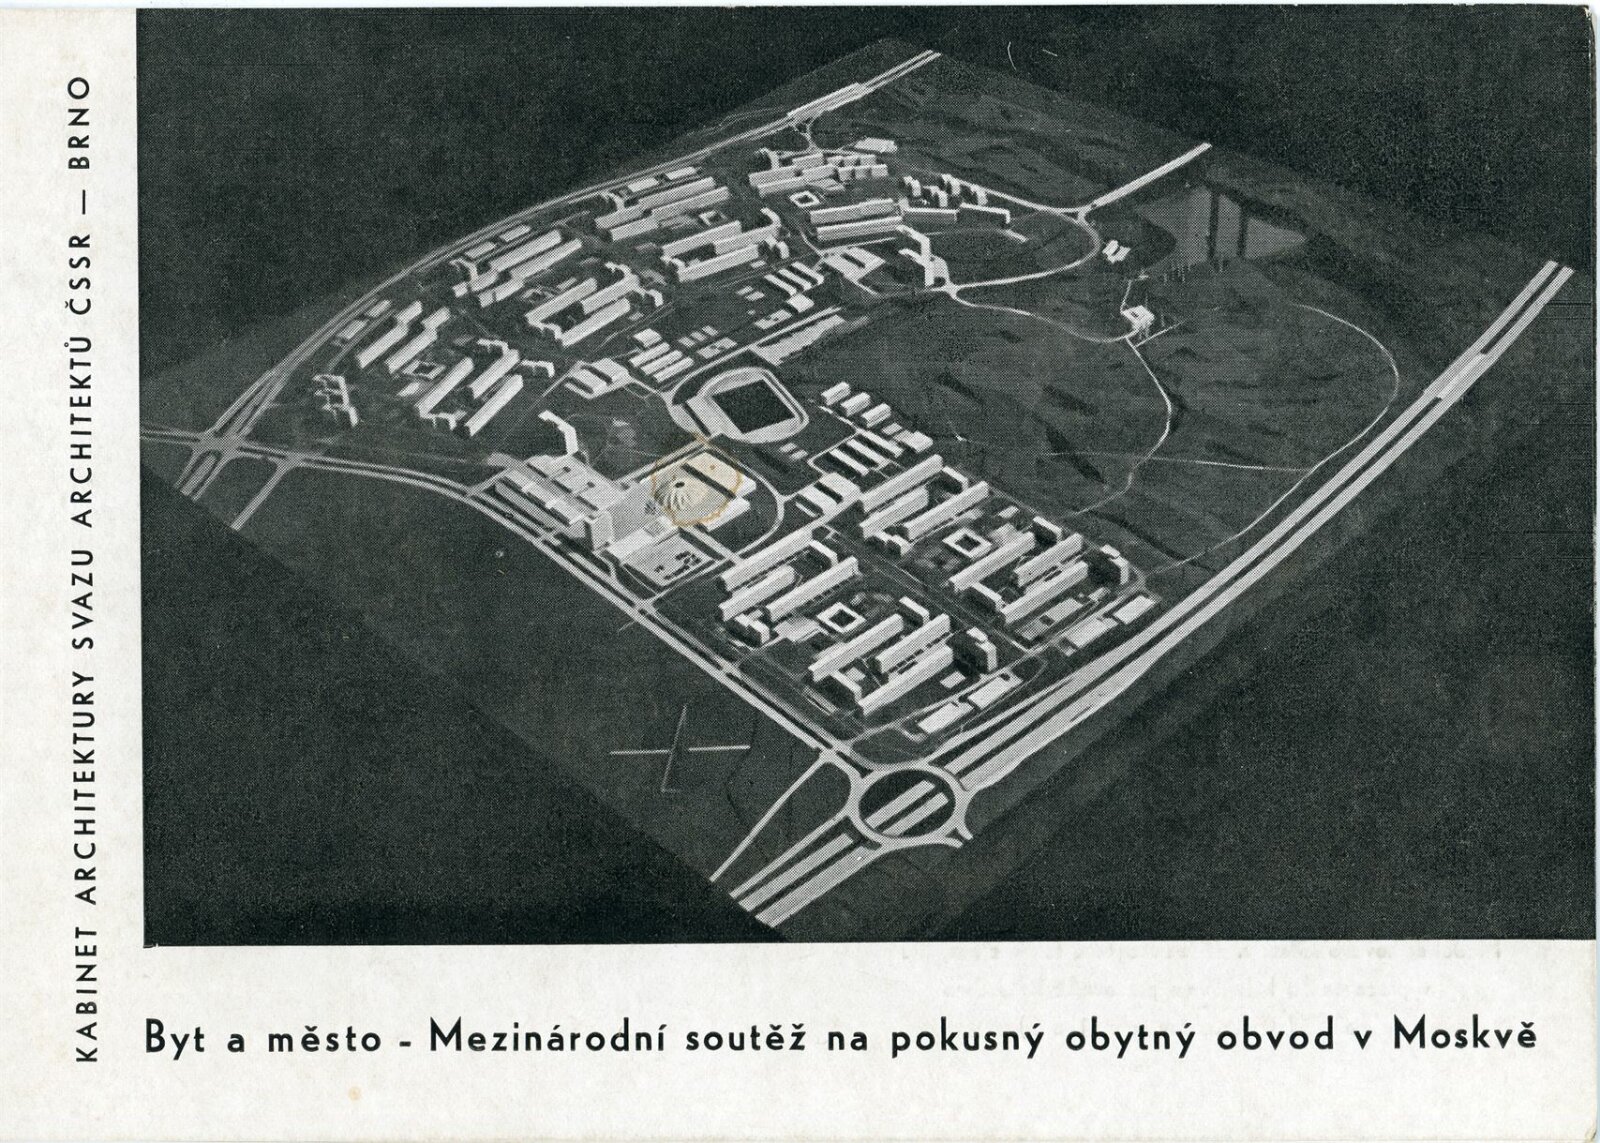 KABINET ARCHITEKTURY SVAZU ARCHITEKTŮ ČSSR — BRNO
Byt a město - Mezinárodní soutěž na pokusný obytný obvod v Moskvě